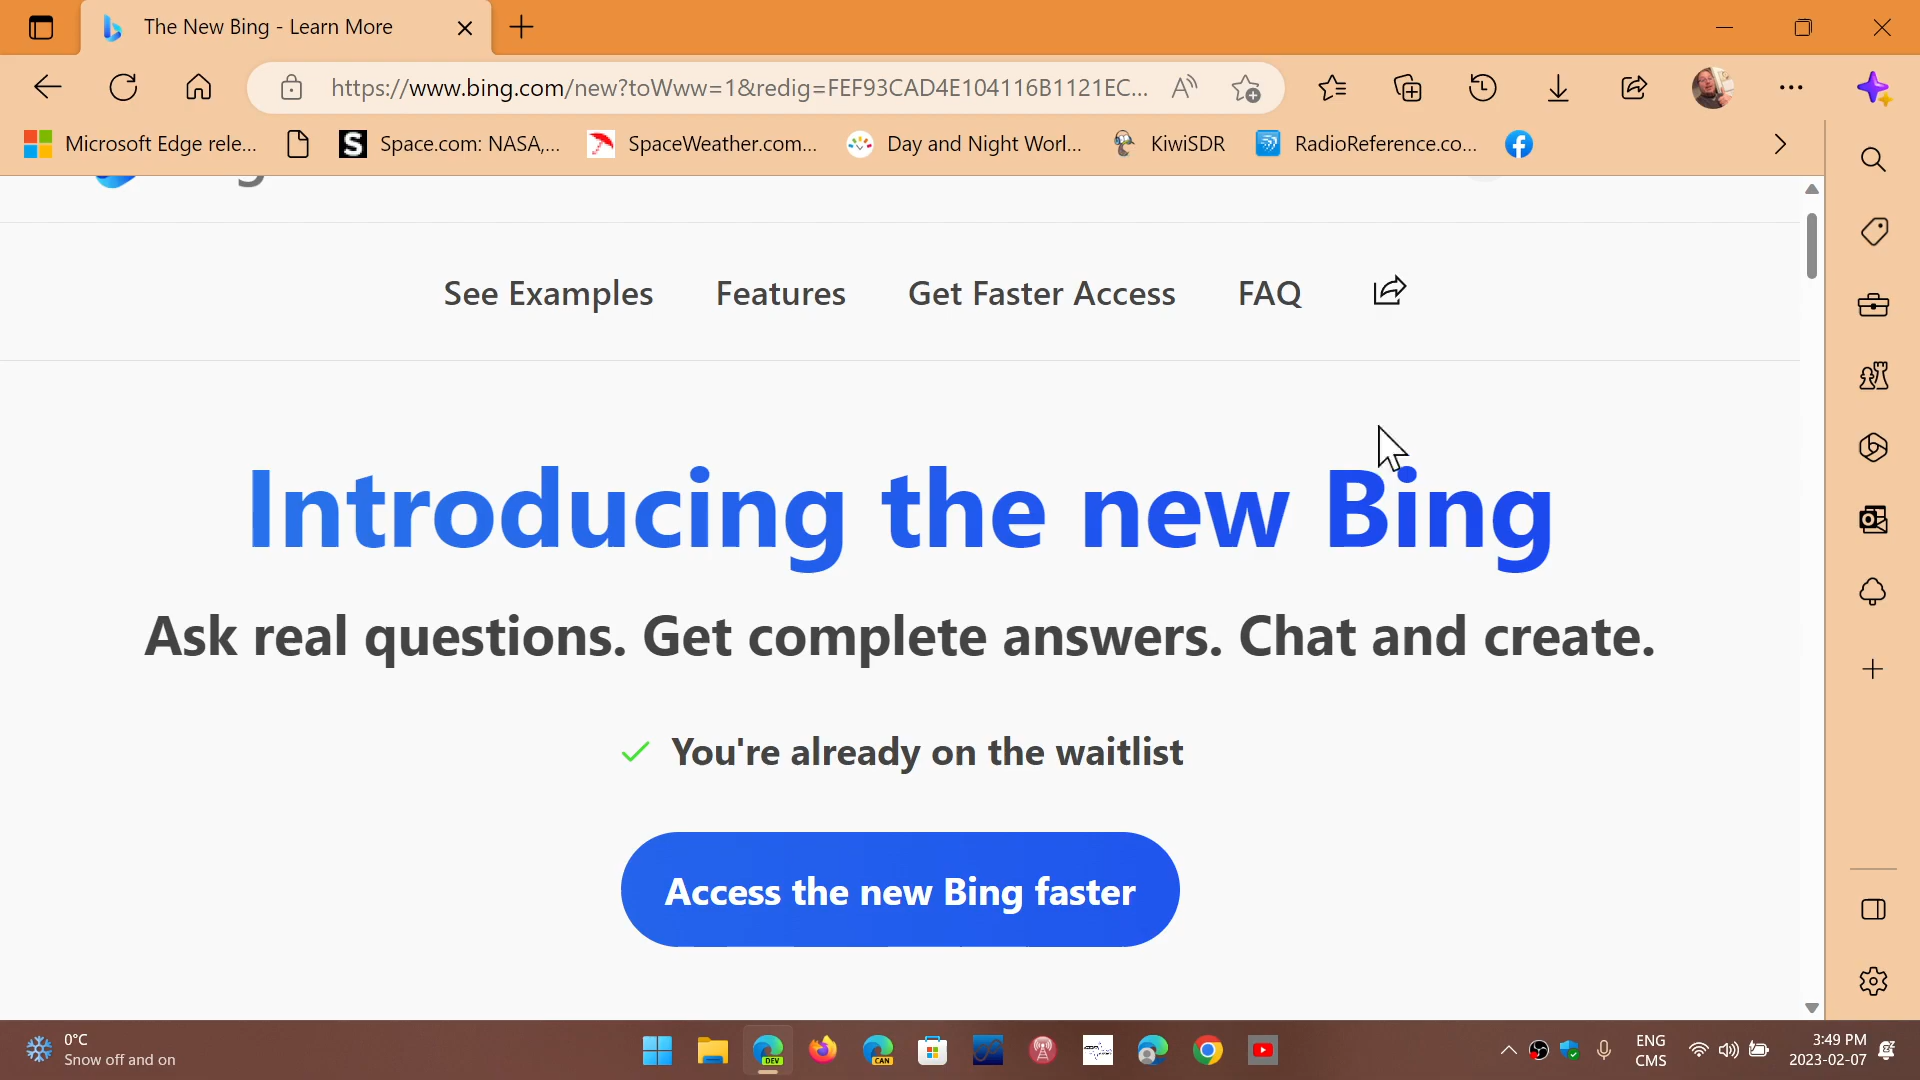 The New Bing - Learn More
https://www.bing.com/new?toWww=1&redig=FEF93CAD4E104116B1121EC...
Microsoft Edge rele...
Space.com: NASA,...
SpaceWeather.com...
Day and Night Worl...
KiwiSDR
RadioReference.co...
See Examples
Features
Get Faster Access
FAQ
Introducing the new Bing
Ask real questions. Get complete answers. Chat and create.
You're already on the waitlist
Access the new Bing faster
0°C
Snow off and on
DEV
CAN
ENG
CMS
3:49 PM
2023-02-07